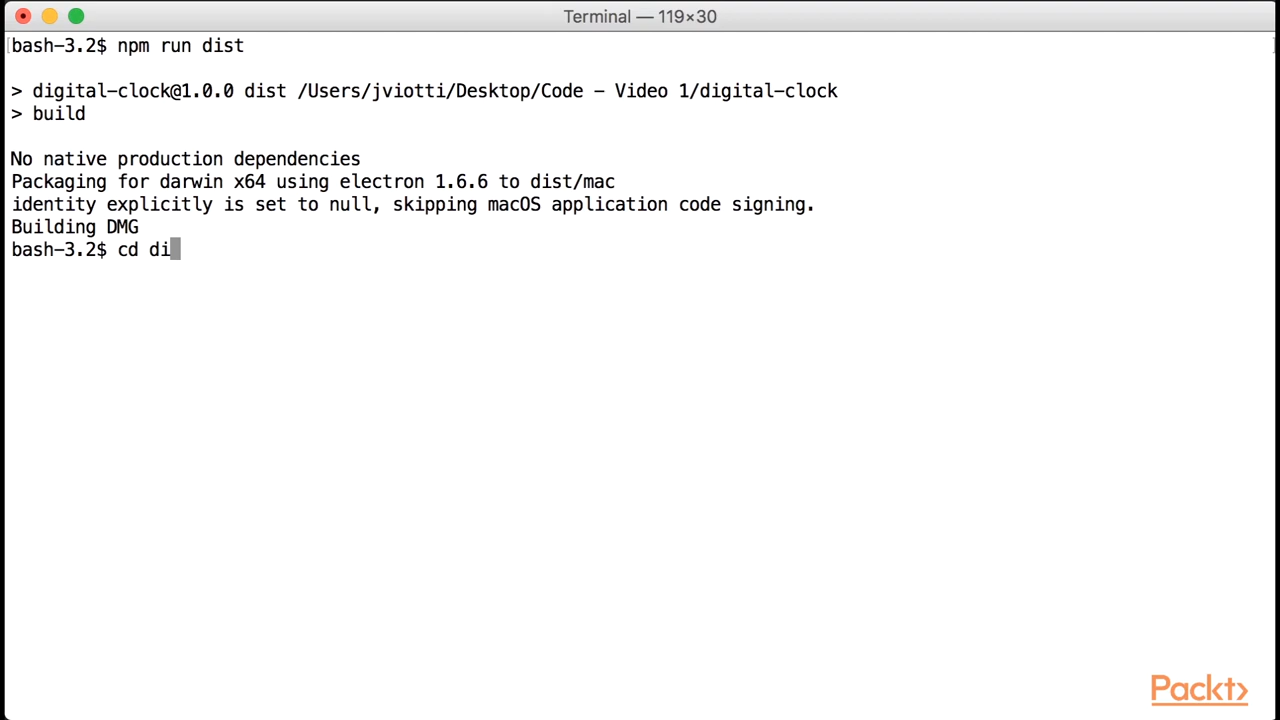 Terminal — 119×30
[bash-3.2$ npm run dist ]
> digital-clock@1.0.0 dist /Users/jviotti/Desktop/Code – Video 1/digital-clock
> build
No native production dependencies
Packaging for darwin x64 using electron 1.6.6 to dist/mac
identity explicitly is set to null, skipping macOS application code signing.
Building DMG
bash-3.2$ cd di
Packt>